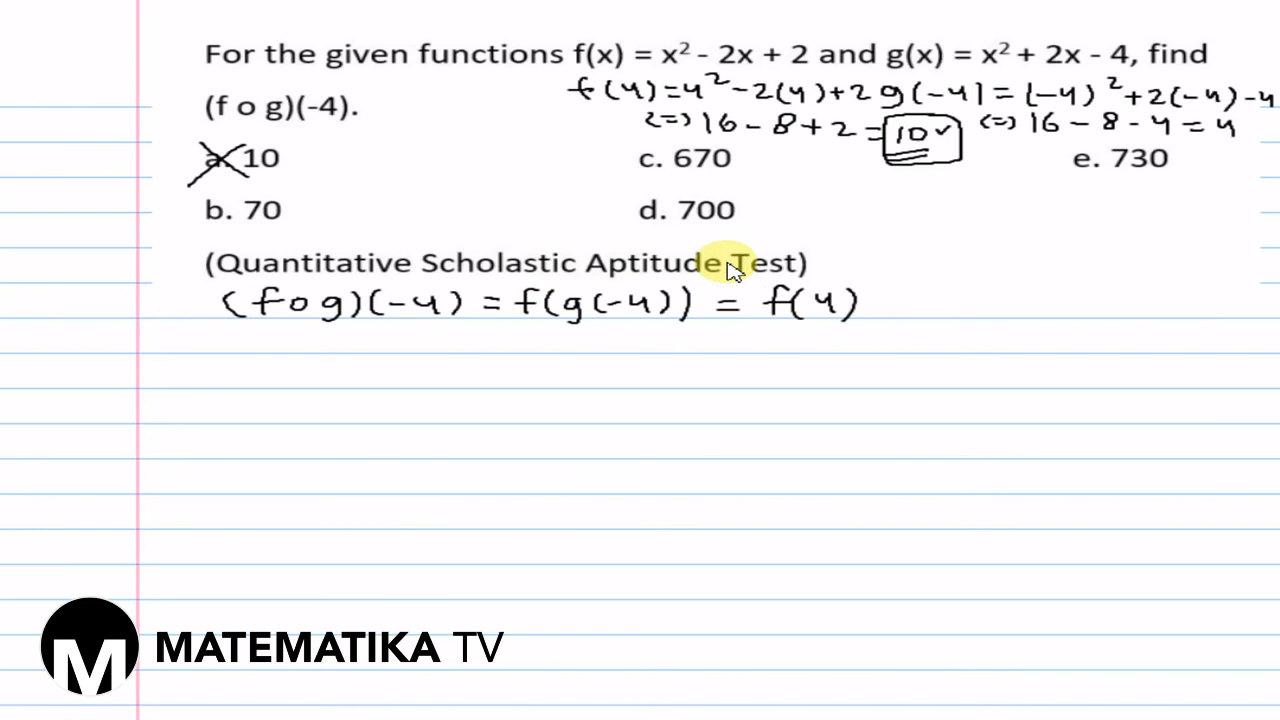 For the given functions f(x) = x² - 2x + 2 and g(x) = x² + 2x - 4, find
f(4)=4²-2(4)+2 g(-4)=(-4)²+2(-4)-4
(f o g)(-4).
<=> 16-8+2=10✓ <=> 16-8-4=4
a. 10 c. 670 e. 730
b. 70 d. 700
(Quantitative Scholastic Aptitude Test)
(fog)(-4) = f(g(-4)) = f(4)
M MATEMATIKA TV